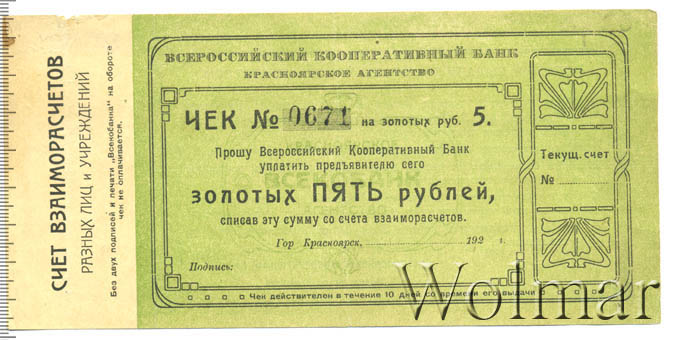 СЧЕТ ВЗАИМОРАСЧЕТОВ
РАЗНЫХ ЛИЦ и УЧРЕЖДЕНИЙ
Без двух подписей и печати „Всекобанка" на обороте
чек не оплачивается.
ВСЕРОССИЙСКИЙ КООПЕРАТИВНЫЙ БАНК
КРАСНОЯРСКОЕ АГЕНТСТВО
ЧЕК № 0671 на золотых руб. 5.
Прошу Всероссийский Кооперативный Банк
уплатить предъявителю сего
золотых ПЯТЬ рублей,
списав эту сумму со счета взаиморасчетов.
Гор Красноярск, 192 г.
Подпись:
Чек действителен в течение 10 дней со времени его выдачи
Текущ. счет
№
Wolmar